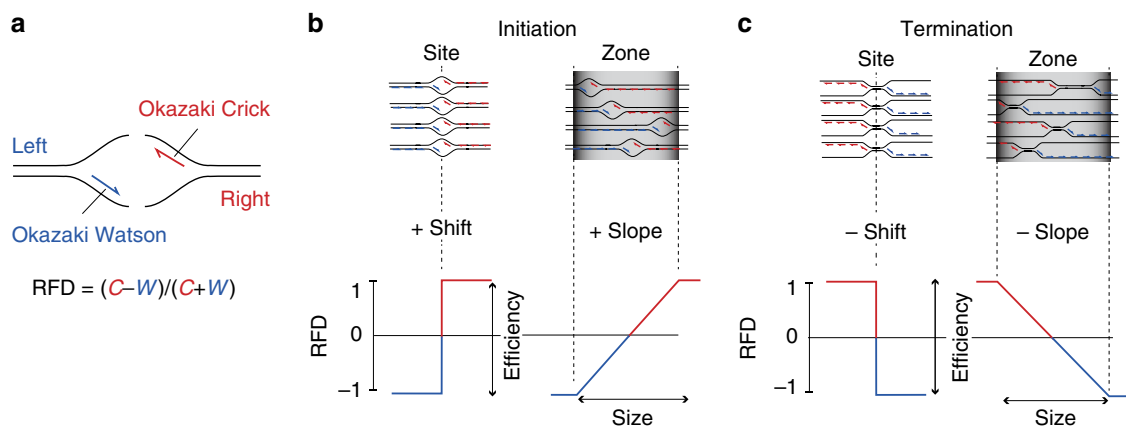 a
Left
Okazaki Crick
Right
Okazaki Watson
RFD = (C–W)/(C+W)
b
Initiation
Site
Zone
+ Shift
+ Slope
RFD
1
0
–1
Efficiency
Size
c
Termination
Site
Zone
– Shift
– Slope
RFD
1
0
–1
Efficiency
Size